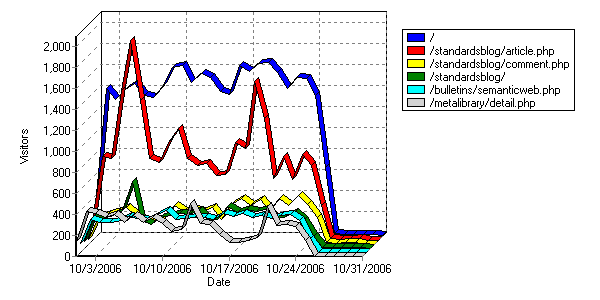 2,000
1,800
1,600
1,400
1,200
1,000
800
600
400
200
0
Visitors
10/3/2006
10/10/2006
10/17/2006
10/24/2006
10/31/2006
Date
/
/standardsblog/article.php
/standardsblog/comment.php
/standardsblog/
/bulletins/semanticweb.php
/metalibrary/detail.php